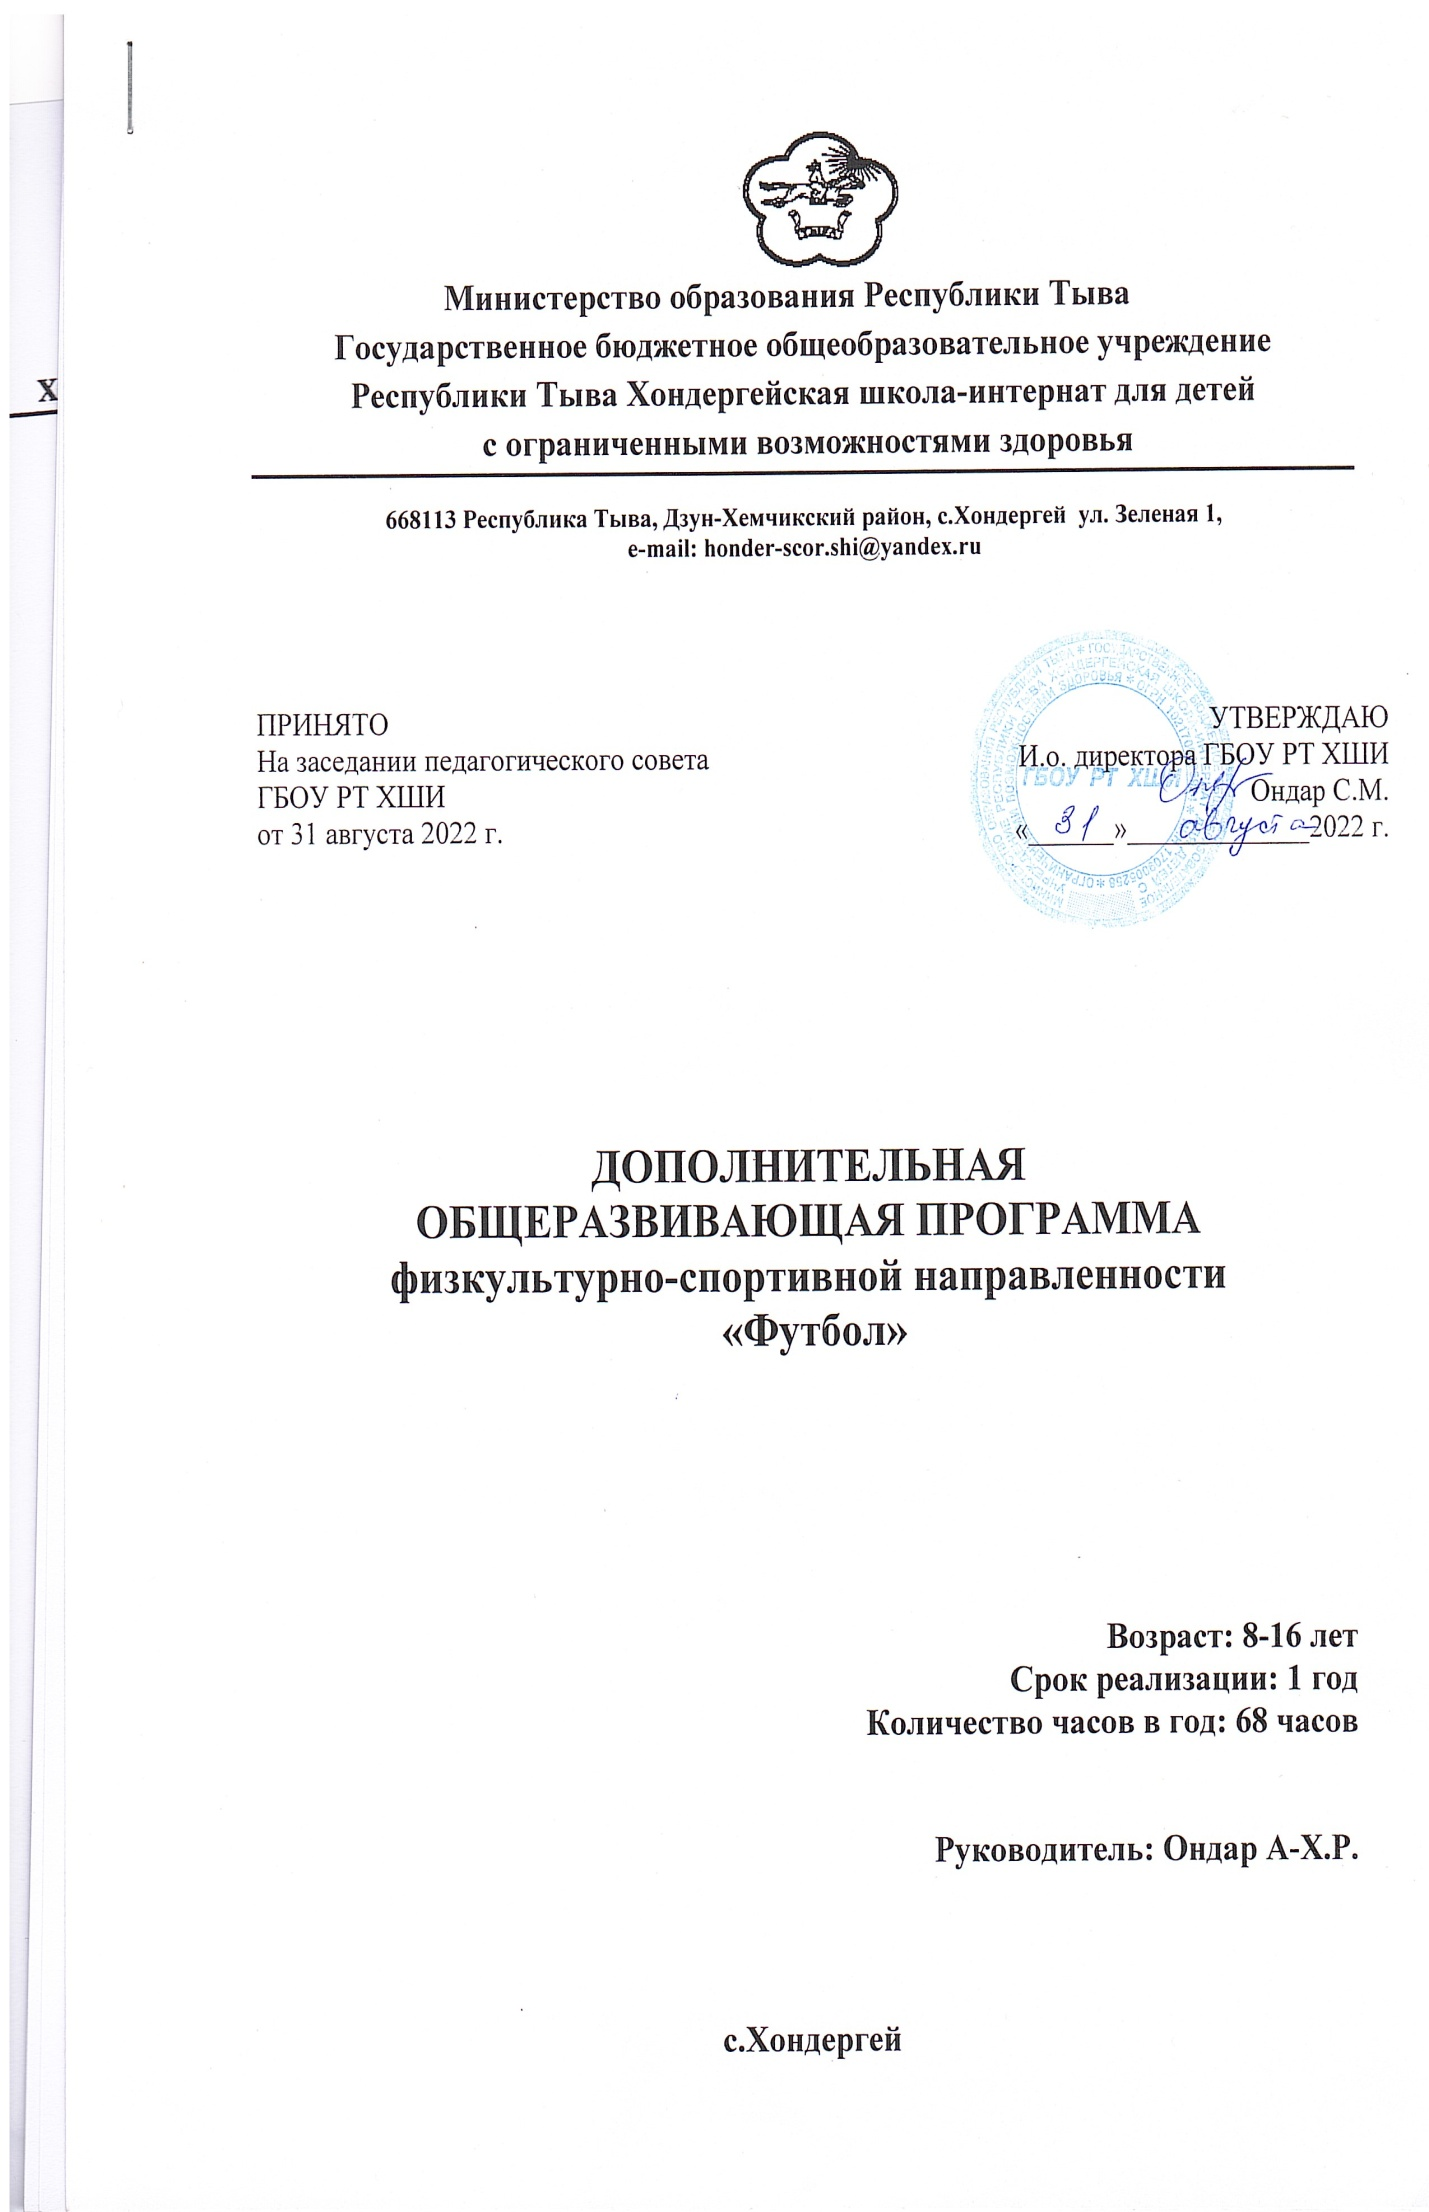 Министерство образования Республики Тыва
Государственное бюджетное общеобразовательное учреждение
Республики Тыва Хондергейская школа-интернат для детей
с ограниченными возможностями здоровья
Х
668113 Республика Тыва, Дзун-Хемчикский район, с.Хондергей ул. Зеленая 1,
e-mail: honder-scor.shi@yandex.ru
ПРИНЯТО
На заседании педагогического совета
ГБОУ РТ ХШИ
от 31 августа 2022 г.
УТВЕРЖДАЮ
И.о. директора ГБОУ РТ ХШИ
Ондар С.М.
« 31 » августа 2022 г.
ГБОУ РТ ХШИ
ДОПОЛНИТЕЛЬНАЯ
ОБЩЕРАЗВИВАЮЩАЯ ПРОГРАММА
физкультурно-спортивной направленности
«Футбол»
Возраст: 8-16 лет
Срок реализации: 1 год
Количество часов в год: 68 часов
Руководитель: Ондар А-Х.Р.
с.Хондергей